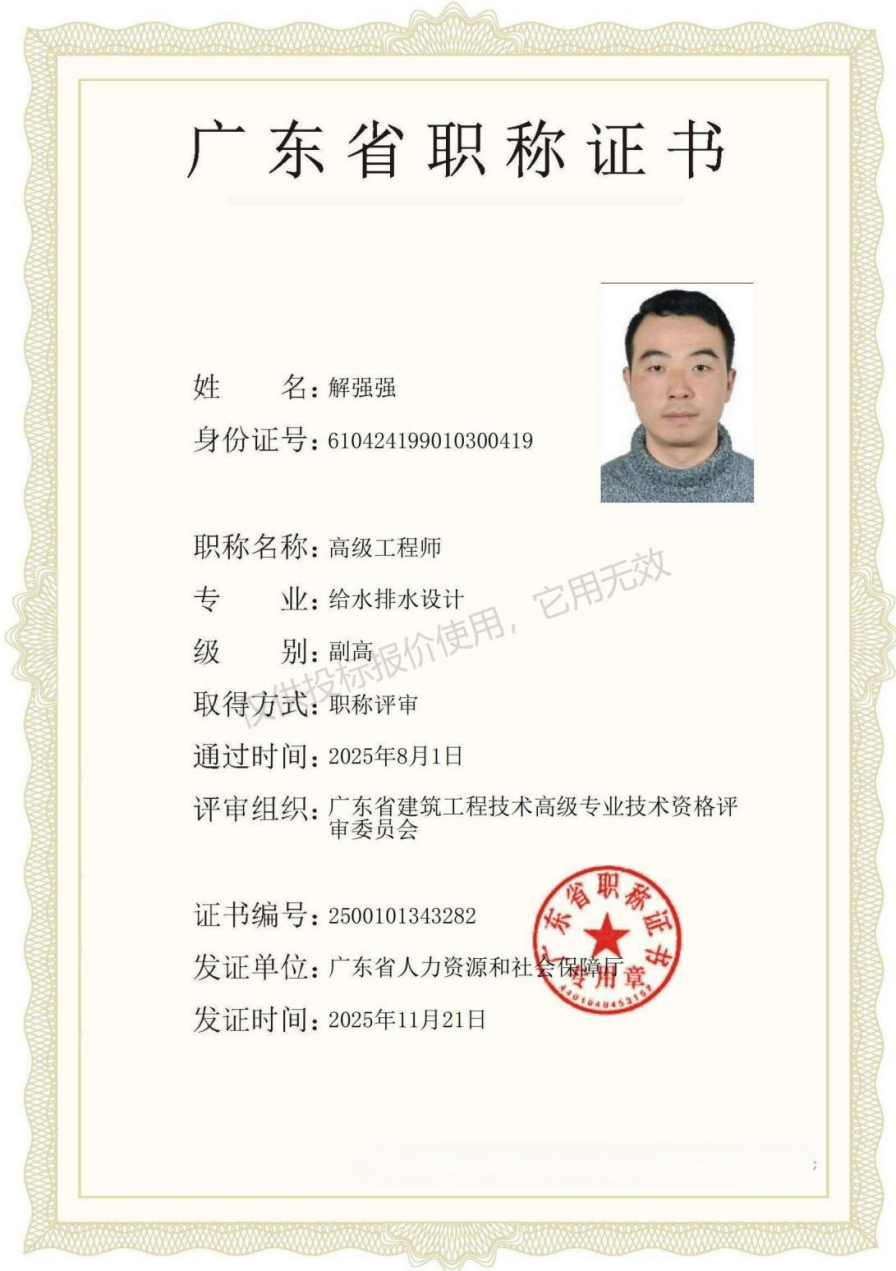 广东省职称证书
姓名：解强强
身份证号：610424199010300419
职称名称：高级工程师
专业：给水排水设计
级别：副高
取得方式：职称评审
通过时间：2025年8月1日
评审组织：广东省建筑工程技术高级专业技术资格评
审委员会
证书编号：2500101343282
发证单位：广东省人力资源和社会保障厅
发证时间：2025年11月21日
仅供投标报价使用，它用无效
广东省职称证书
专用章
4401040453157